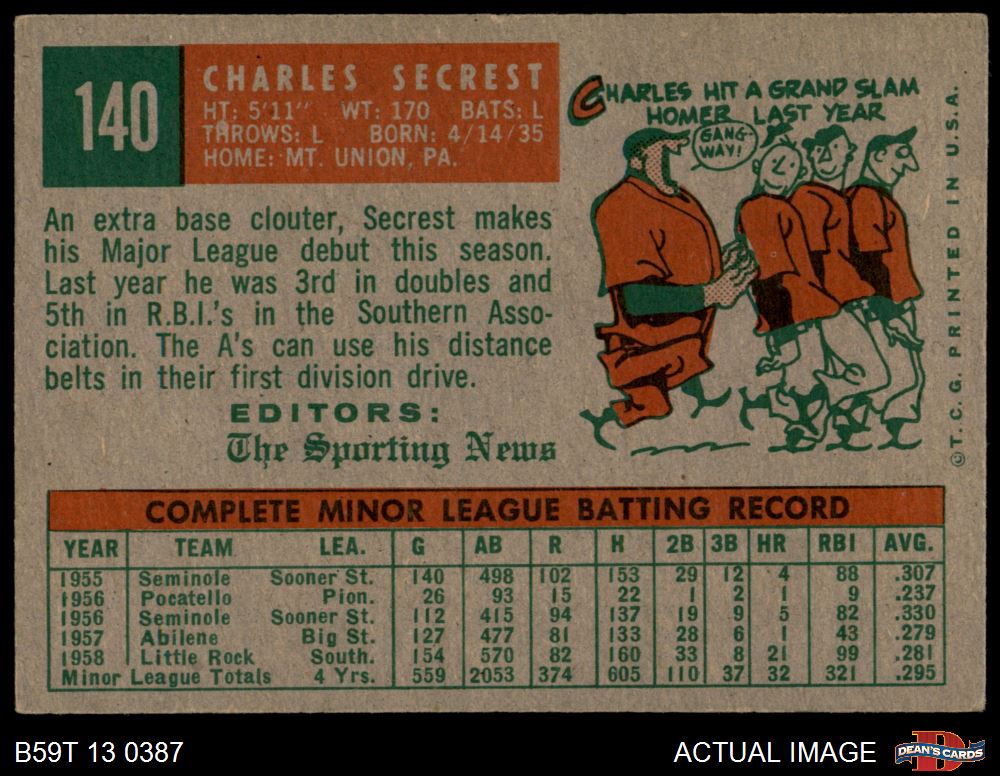 140
CHARLES SECREST
HT: 5'11" WT: 170 BATS: L
THROWS: L BORN: 4/14/35
HOME: MT. UNION, PA.
An extra base clouter, Secrest makes
his Major League debut this season.
Last year he was 3rd in doubles and
5th in R.B.I.'s in the Southern Asso-
ciation. The A's can use his distance
belts in their first division drive.
EDITORS:
The Sporting News
CHARLES HIT A GRAND SLAM
HOMER LAST YEAR
GANG-
WAY!
©T. C. G. PRINTED IN U.S.A.
COMPLETE MINOR LEAGUE BATTING RECORD
YEAR TEAM LEA. G AB R H 2B 3B HR RBI AVG.
1955 Seminole Sooner St. 140 498 102 153 29 12 4 88 .307
1956 Pocatello Pion. 26 93 15 22 1 2 1 9 .237
1956 Seminole Sooner St. 112 415 94 137 19 9 5 82 .330
1957 Abilene Big St. 127 477 81 133 28 6 1 43 .279
1958 Little Rock South. 154 570 82 160 33 8 21 99 .281
Minor League Totals 4 Yrs. 559 2053 374 605 110 37 32 321 .295
B59T 13 0387
ACTUAL IMAGE
D
DEAN'S CARDS